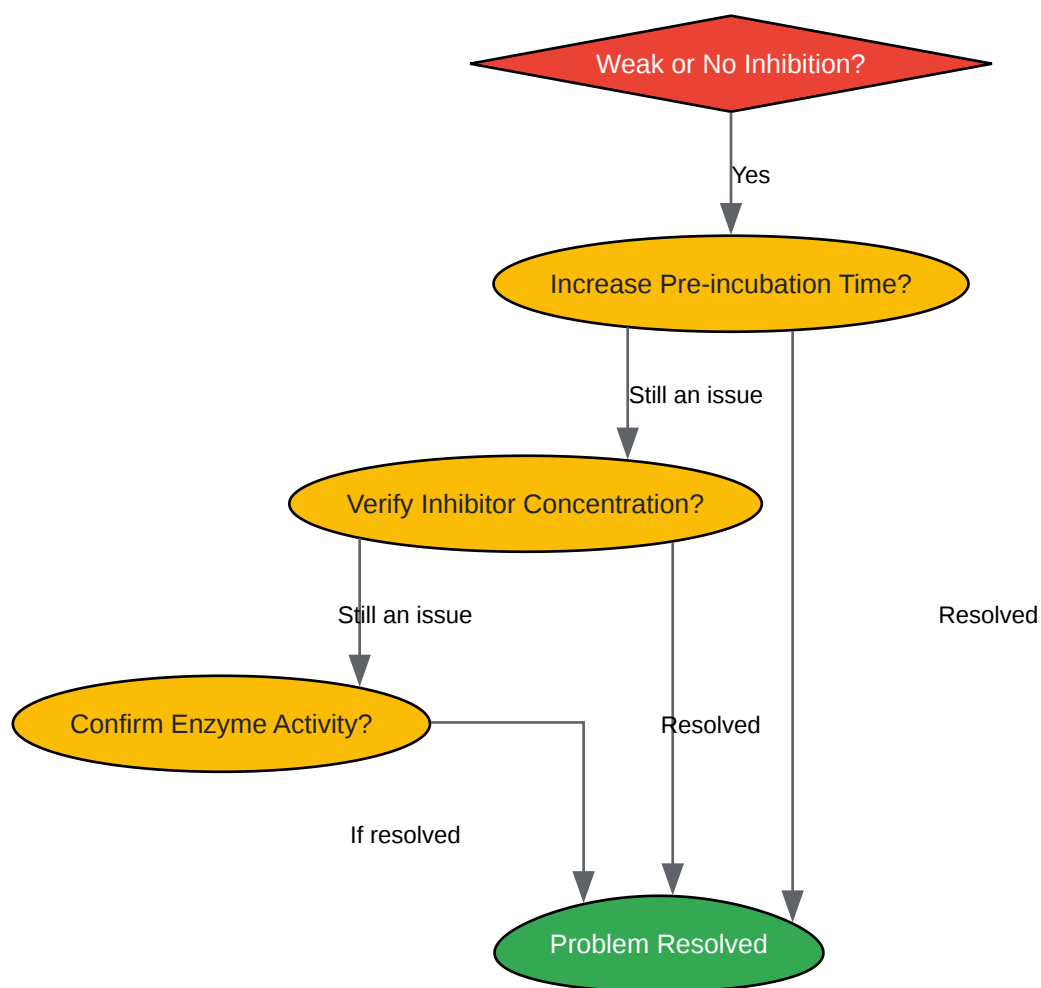 Weak or No Inhibition?
Yes
Increase Pre-incubation Time?
Still an issue
Verify Inhibitor Concentration?
Still an issue
Resolved
Confirm Enzyme Activity?
Resolved
If resolved
Problem Resolved